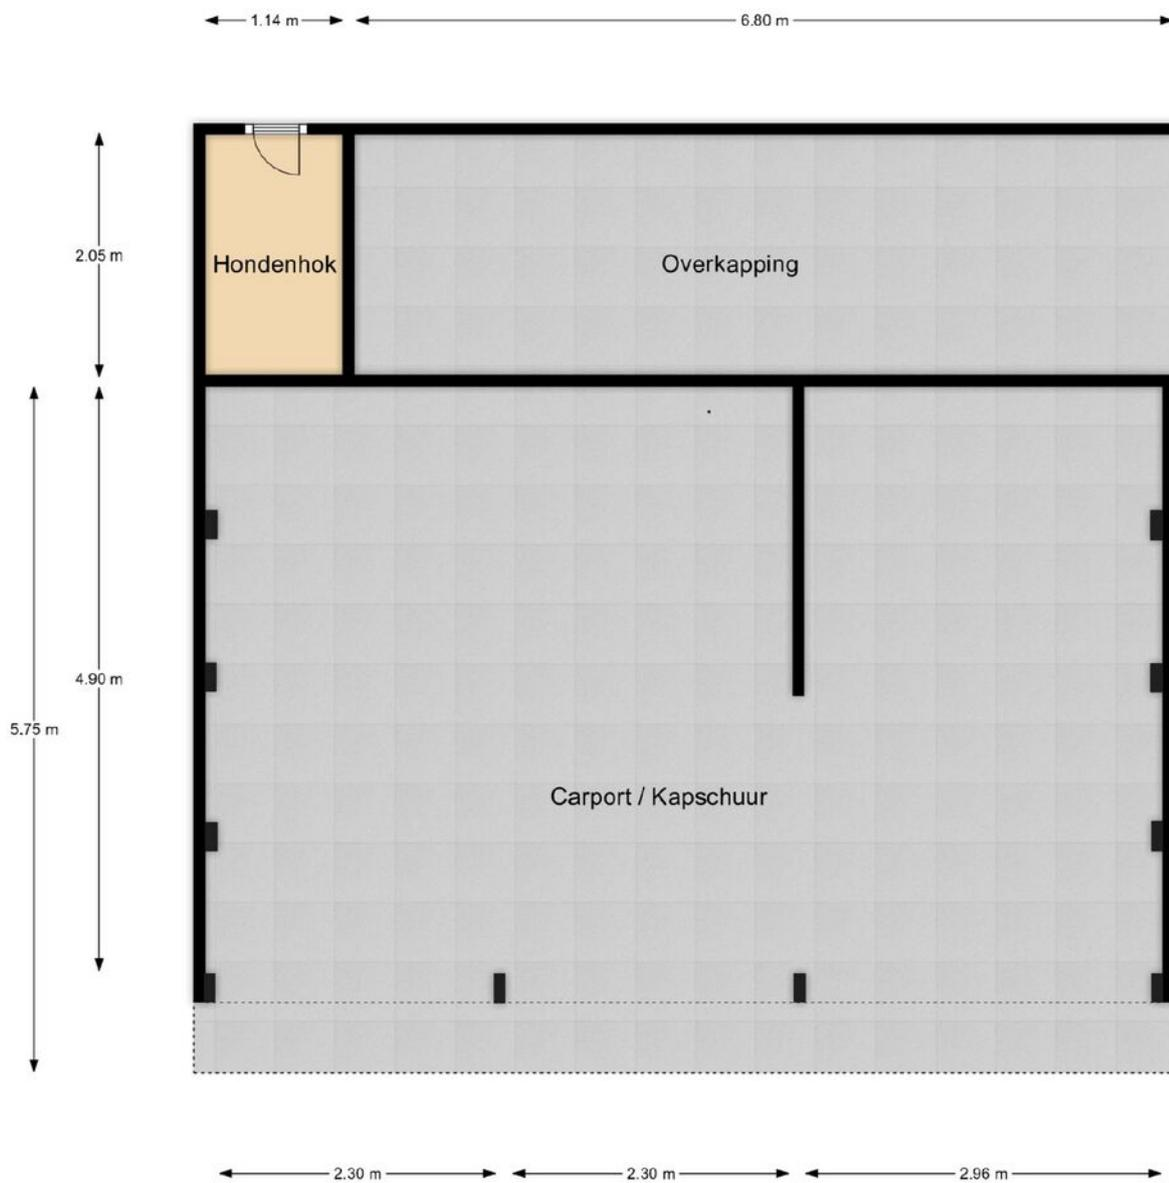 1.14 m
6.80 m
2.05 m
Hondenhok
Overkapping
4.90 m
5.75 m
Carport / Kapschuur
2.30 m
2.30 m
2.96 m